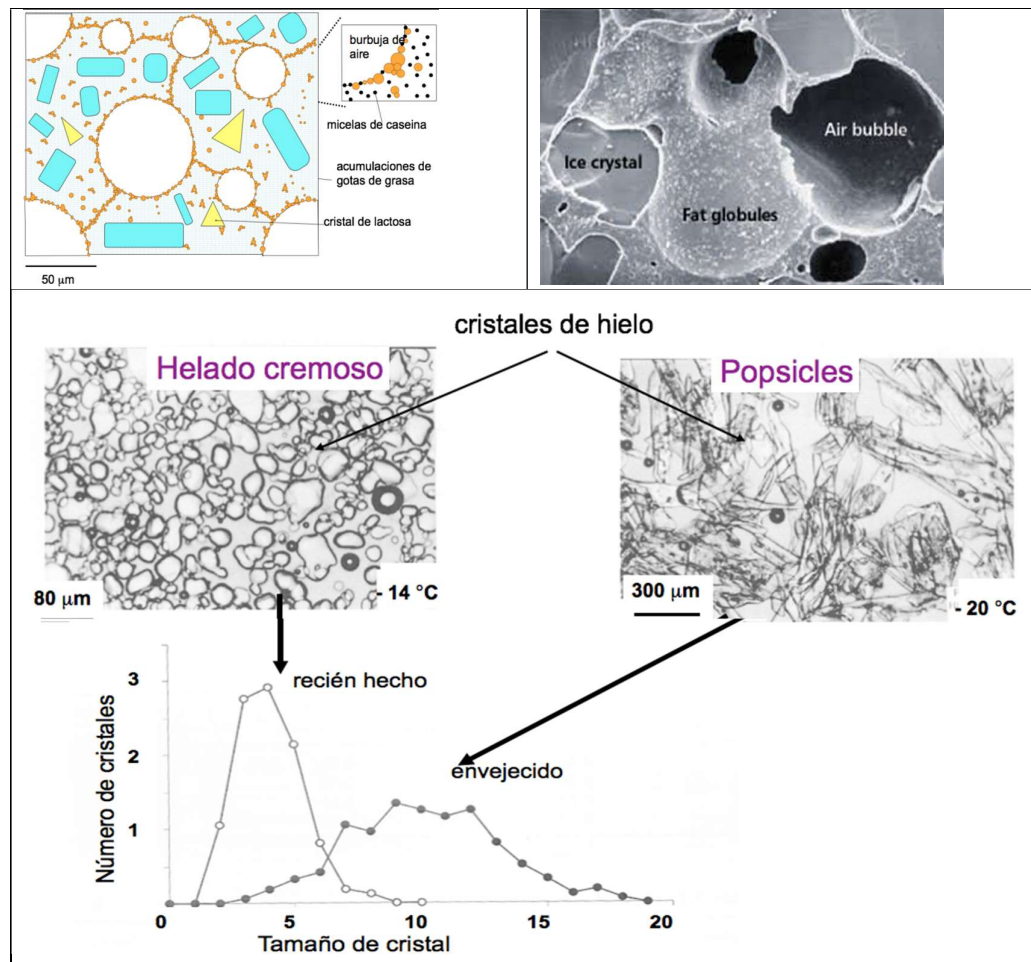 burbuja de
aire
micelas de caseina
acumulaciones de
gotas de grasa
cristal de lactosa
50 μm
Ice crystal
Air bubble
Fat globules
cristales de hielo
Helado cremoso
Popsicles
80 μm
- 14 °C
300 μm
- 20 °C
recién hecho
envejecido
Número de cristales
3
2
1
0 5 10 15 20
Tamaño de cristal